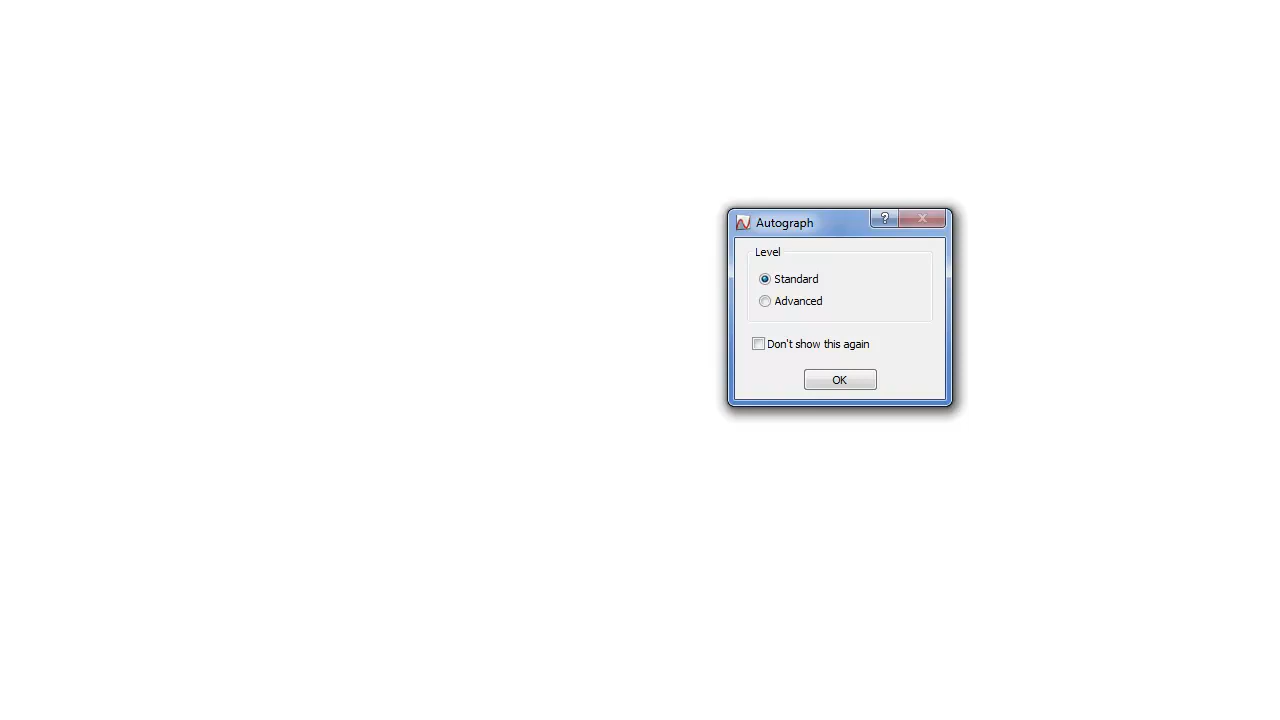 Autograph ?
Level
Standard
Advanced
Don't show this again
OK